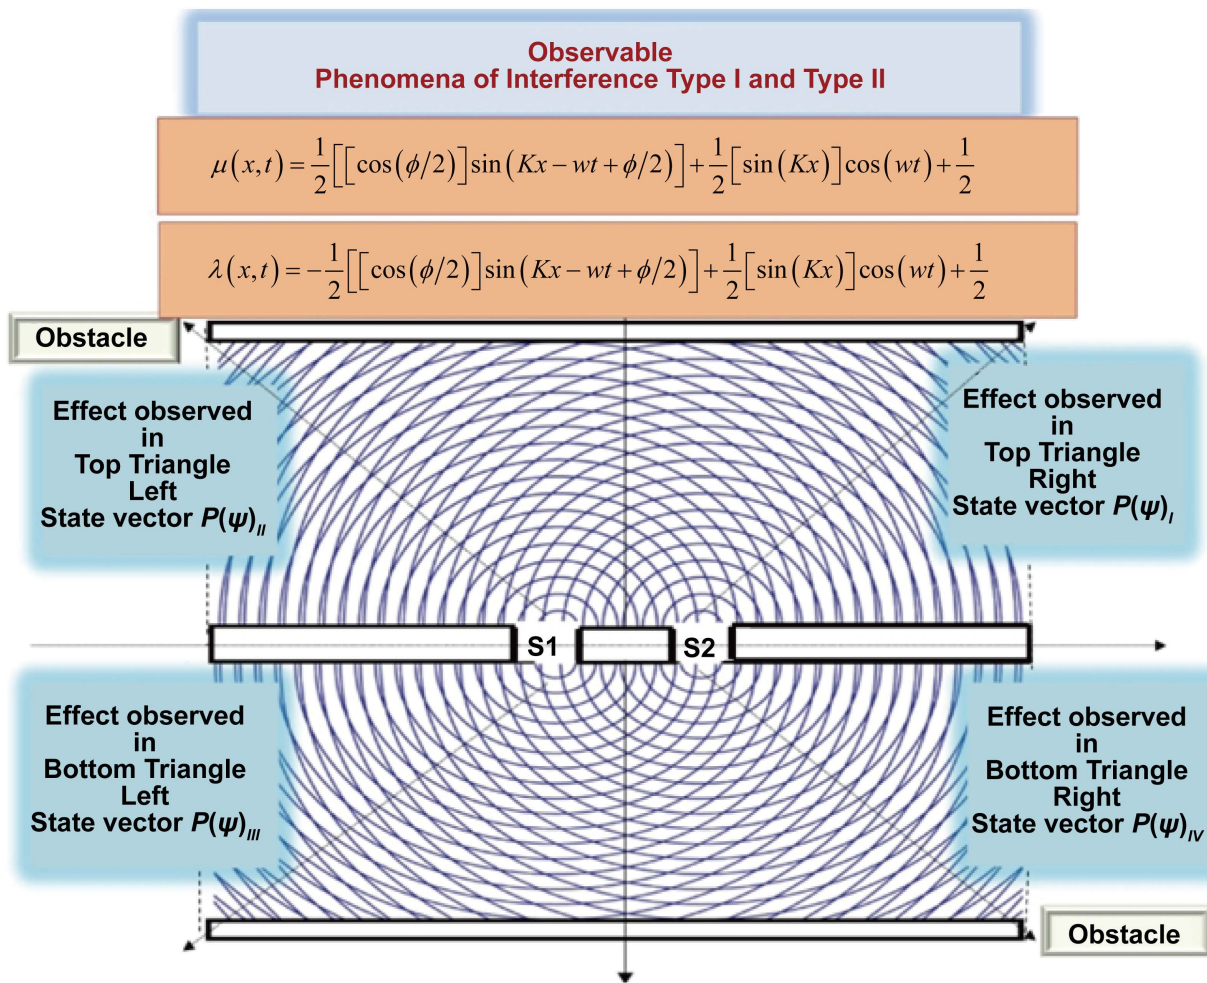 Observable
Phenomena of Interference Type I and Type II
μ(x,t) = 1/2[[cos(ϕ/2)]sin(Kx − wt + ϕ/2)] + 1/2[sin(Kx)]cos(wt) + 1/2
λ(x,t) = −1/2[[cos(ϕ/2)]sin(Kx − wt + ϕ/2)] + 1/2[sin(Kx)]cos(wt) + 1/2
Obstacle
Effect observed
in
Top Triangle
Left
State vector P(ψ)II
Effect observed
in
Top Triangle
Right
State vector P(ψ)I
S1
S2
Effect observed
in
Bottom Triangle
Left
State vector P(ψ)III
Effect observed
in
Bottom Triangle
Right
State vector P(ψ)IV
Obstacle